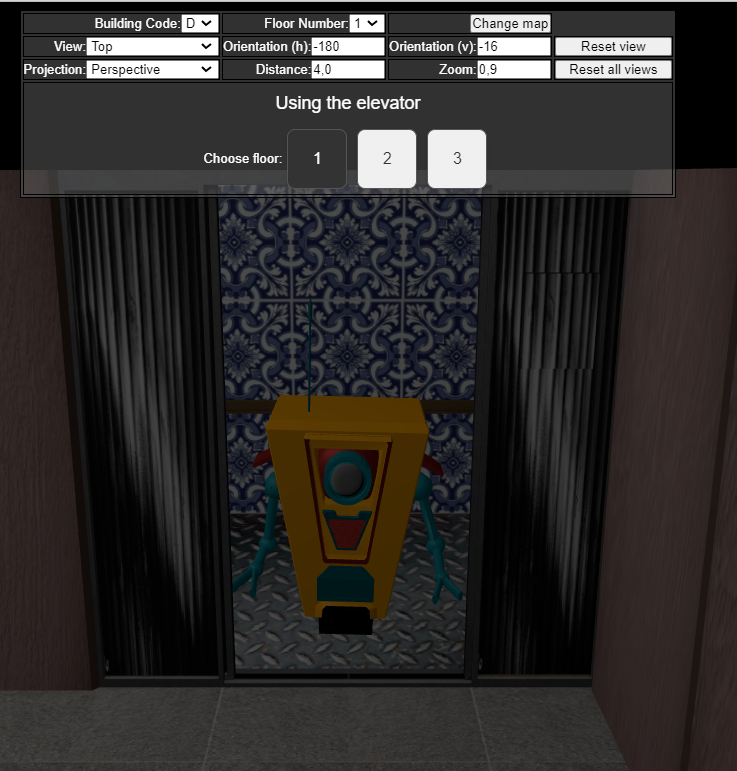 Building Code: D Floor Number: 1 Change map
View: Top Orientation (h): -180 Orientation (v): -16 Reset view
Projection: Perspective Distance: 4,0 Zoom: 0,9 Reset all views
Using the elevator
Choose floor: 1 2 3